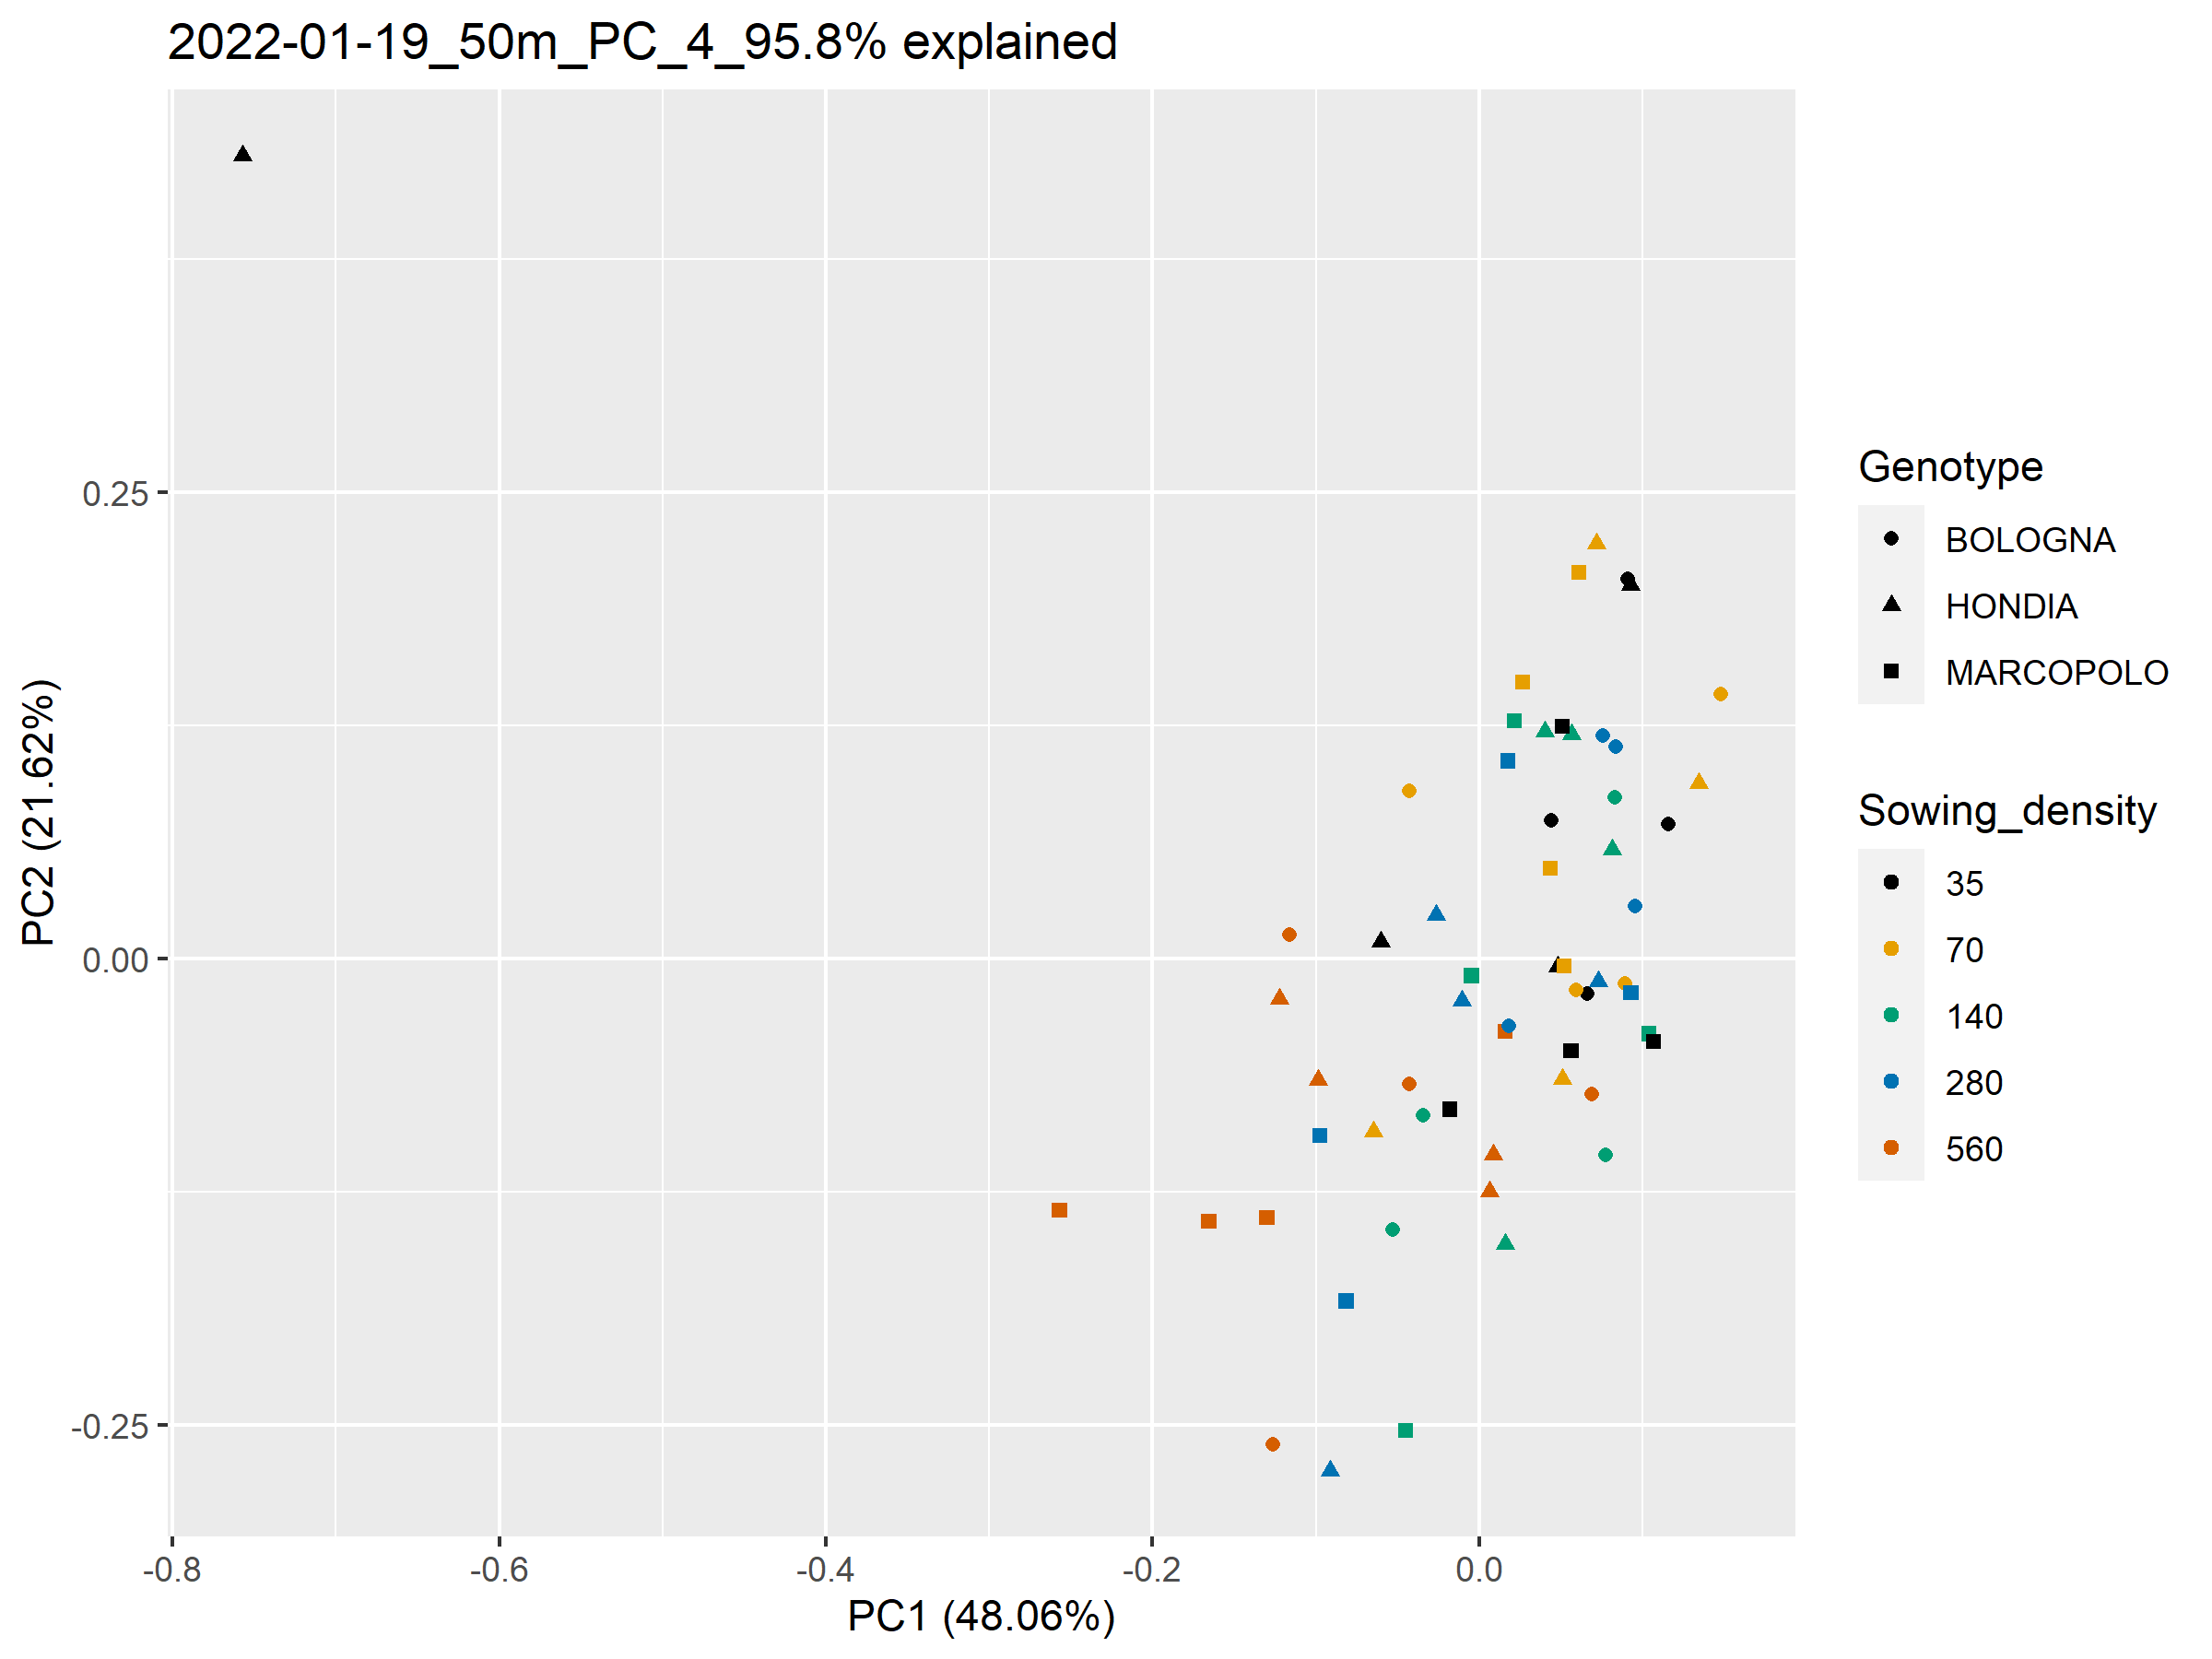 2022-01-19_50m_PC_4_95.8% explained
PC2 (21.62%)
0.25
0.00
-0.25
-0.8
-0.6
-0.4
-0.2
0.0
PC1 (48.06%)
Genotype
BOLOGNA
HONDIA
MARCOPOLO
Sowing_density
35
70
140
280
560